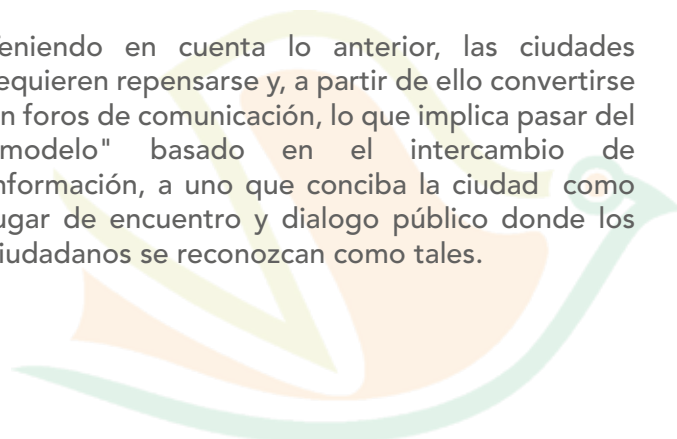 eniendo en cuenta lo anterior, las ciudades
equieren repensarse y, a partir de ello convertirse
n foros de comunicación, lo que implica pasar del
modelo" basado en el intercambio de
nformación, a uno que conciba la ciudad como
ugar de encuentro y dialogo público donde los
iudadanos se reconozcan como tales.